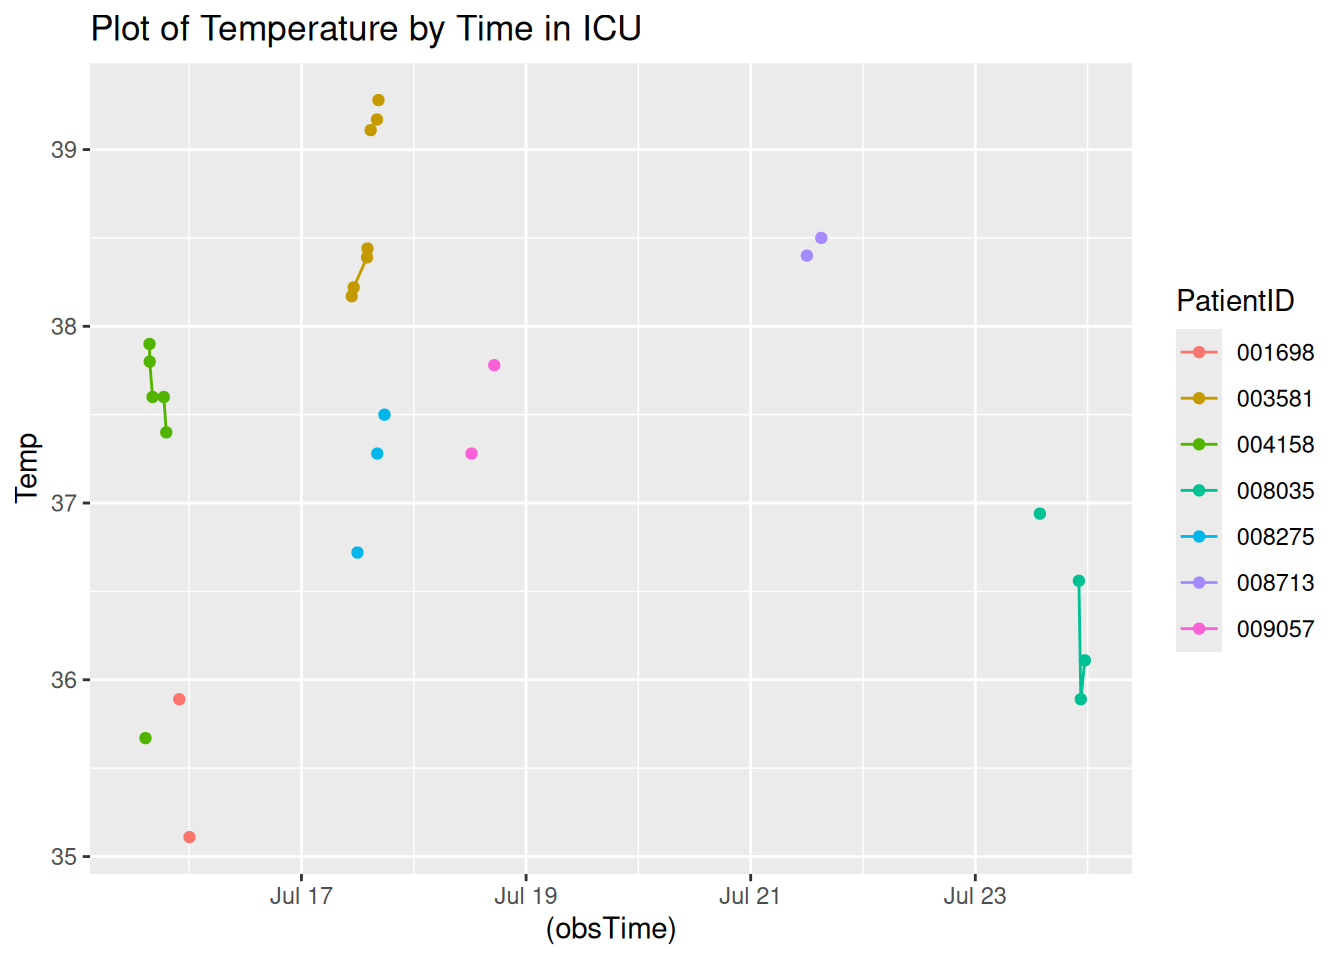 Plot of Temperature by Time in ICU
Temp
39
38
37
36
35
Jul 17
Jul 19
Jul 21
Jul 23
(obsTime)
PatientID
001698
003581
004158
008035
008275
008713
009057